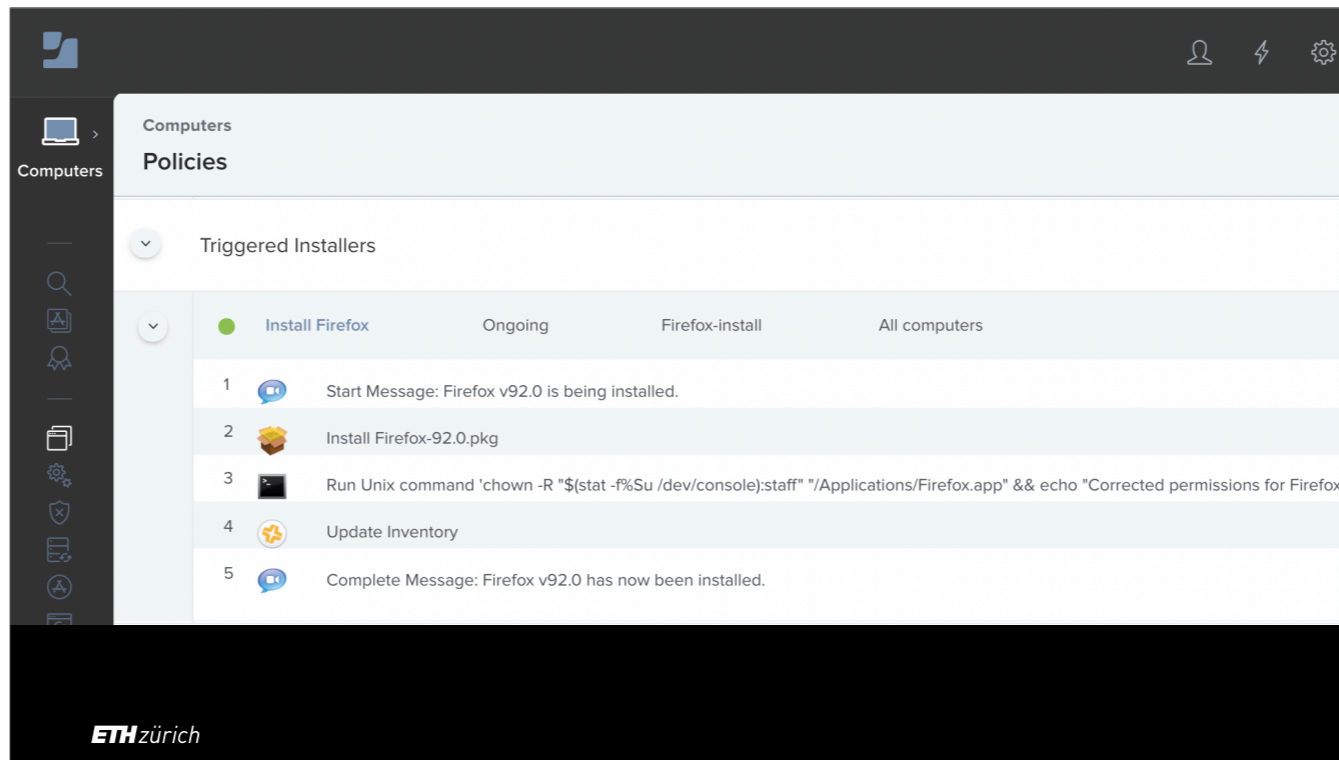 Computers
Policies
Computers
Triggered Installers
Install Firefox Ongoing Firefox-install All computers
1 Start Message: Firefox v92.0 is being installed.
2 Install Firefox-92.0.pkg
3 Run Unix command 'chown -R "$(stat -f%Su /dev/console):staff" "/Applications/Firefox.app" && echo "Corrected permissions for Firefox
4 Update Inventory
5 Complete Message: Firefox v92.0 has now been installed.
ETH zürich